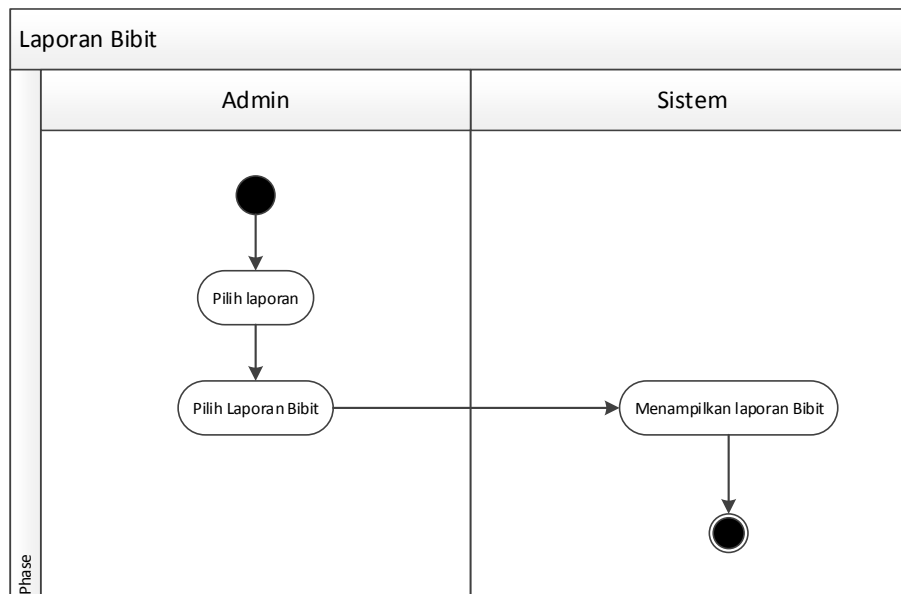 Laporan Bibit
Admin
Sistem
Pilih laporan
Pilih Laporan Bibit
Menampilkan laporan Bibit
Phase